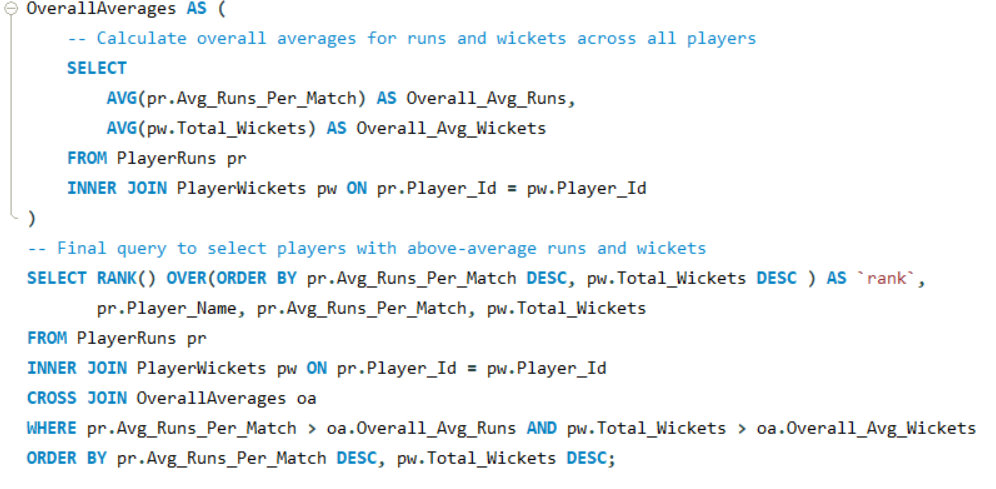 OverallAverages AS (
    -- Calculate overall averages for runs and wickets across all players
    SELECT
        AVG(pr.Avg_Runs_Per_Match) AS Overall_Avg_Runs,
        AVG(pw.Total_Wickets) AS Overall_Avg_Wickets
    FROM PlayerRuns pr
    INNER JOIN PlayerWickets pw ON pr.Player_Id = pw.Player_Id
)
-- Final query to select players with above-average runs and wickets
SELECT RANK() OVER(ORDER BY pr.Avg_Runs_Per_Match DESC, pw.Total_Wickets DESC ) AS `rank`,
       pr.Player_Name, pr.Avg_Runs_Per_Match, pw.Total_Wickets
FROM PlayerRuns pr
INNER JOIN PlayerWickets pw ON pr.Player_Id = pw.Player_Id
CROSS JOIN OverallAverages oa
WHERE pr.Avg_Runs_Per_Match > oa.Overall_Avg_Runs AND pw.Total_Wickets > oa.Overall_Avg_Wickets
ORDER BY pr.Avg_Runs_Per_Match DESC, pw.Total_Wickets DESC;